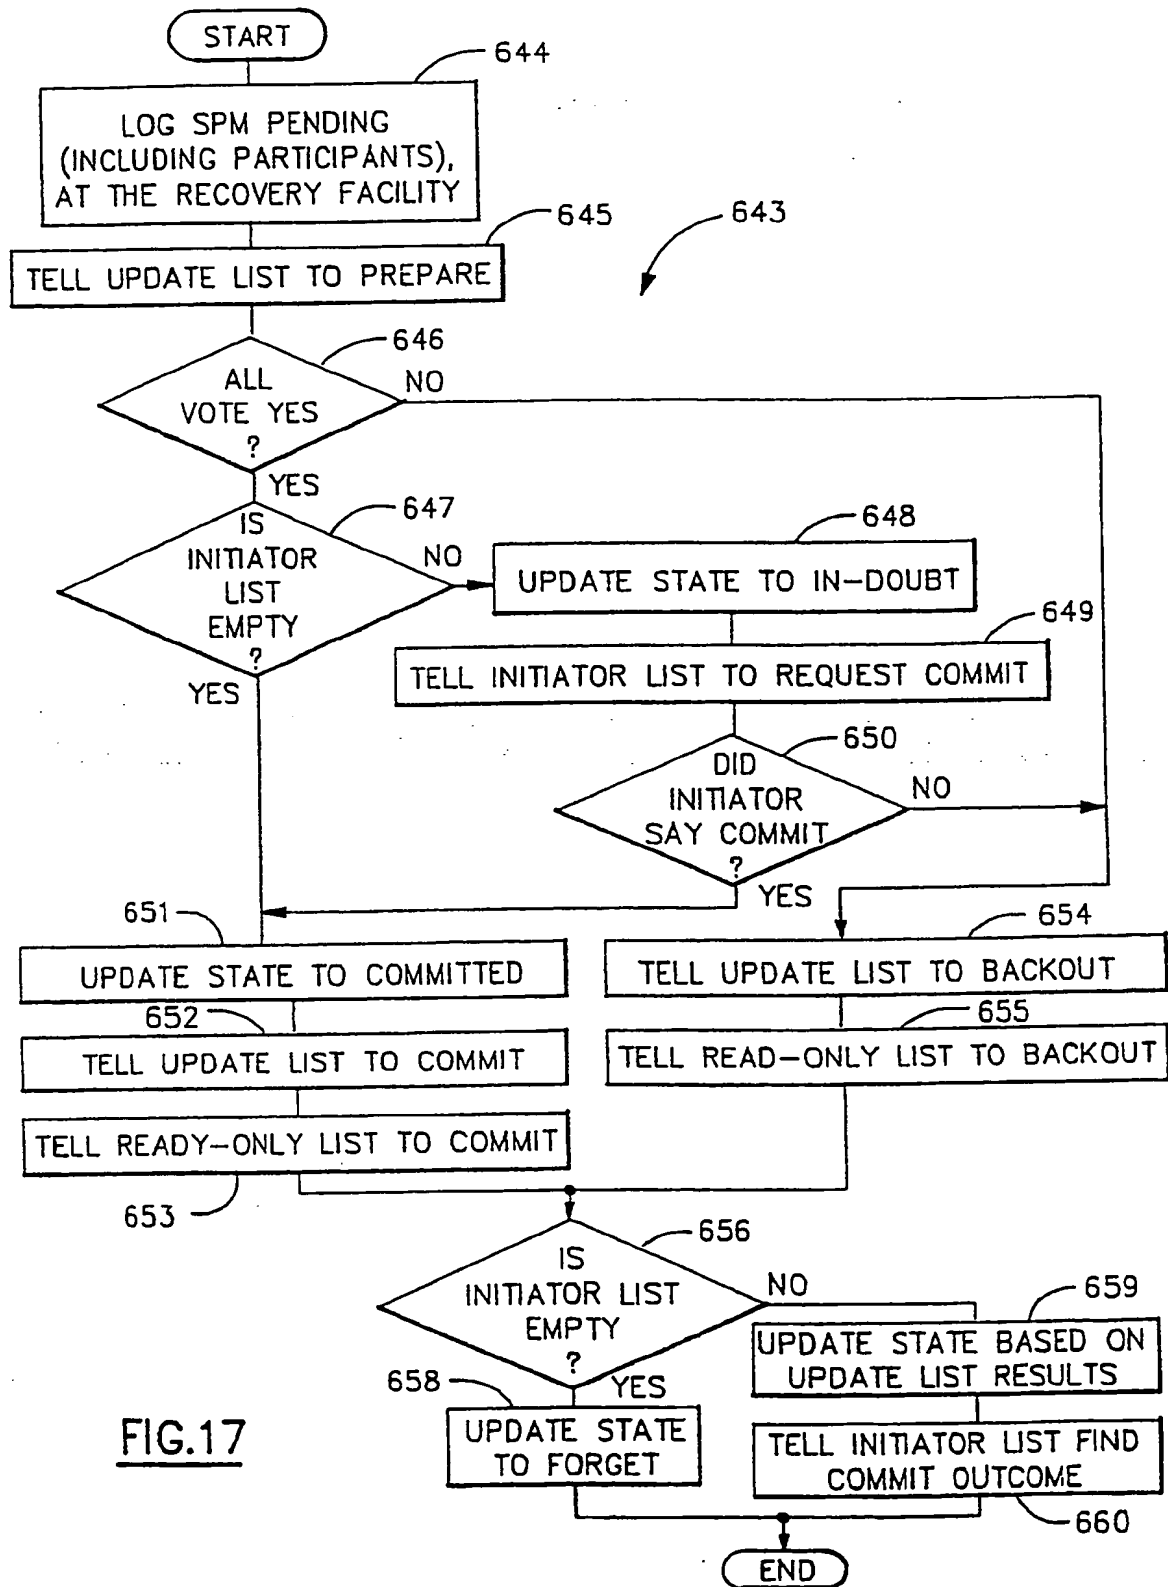 START
644
LOG SPM PENDING
(INCLUDING PARTICIPANTS),
AT THE RECOVERY FACILITY
645
643
TELL UPDATE LIST TO PREPARE
646
ALL
VOTE YES
?
NO
YES
647
IS
INITIATOR
LIST
EMPTY
?
NO
YES
648
UPDATE STATE TO IN-DOUBT
649
TELL INITIATOR LIST TO REQUEST COMMIT
650
DID
INITIATOR
SAY COMMIT
?
NO
YES
651
UPDATE STATE TO COMMITTED
652
TELL UPDATE LIST TO COMMIT
TELL READY-ONLY LIST TO COMMIT
653
654
TELL UPDATE LIST TO BACKOUT
655
TELL READ-ONLY LIST TO BACKOUT
656
IS
INITIATOR LIST
EMPTY
?
NO
YES
658
UPDATE STATE
TO FORGET
659
UPDATE STATE BASED ON
UPDATE LIST RESULTS
TELL INITIATOR LIST FIND
COMMIT OUTCOME
660
END
FIG.17